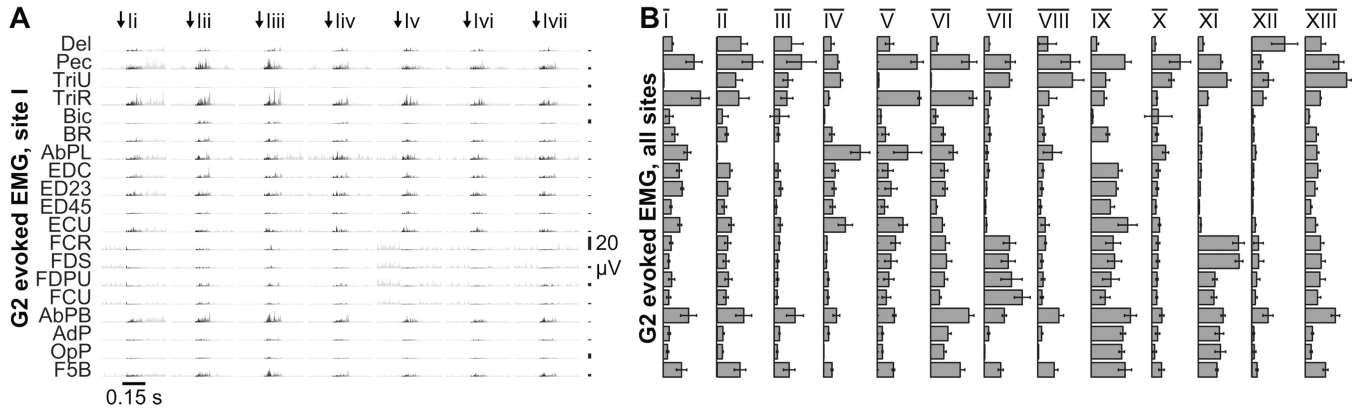 A
Ii Iii Iiii Iiv Iv Ivi Ivii
G2 evoked EMG, site I
Del
Pec
TriU
TriR
Bic
BR
AbPL
EDC
ED23
ED45
ECU
FCR
FDS
FDPU
FCU
AbPB
AdP
OpP
F5B
20
µV
0.15 s
B
I II III IV V VI VII VIII IX X XI XII XIII
G2 evoked EMG, all sites